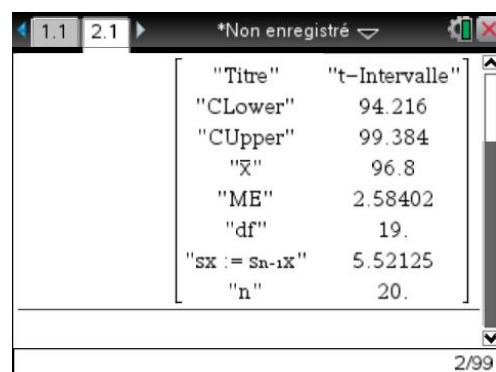 1.1 2.1 *Non enregistré
"Titre" "t-Intervalle"
"CLower" 94.216
"CUpper" 99.384
"x̄" 96.8
"ME" 2.58402
"df" 19.
"sx := sₙ₋₁x" 5.52125
"n" 20.
2/99